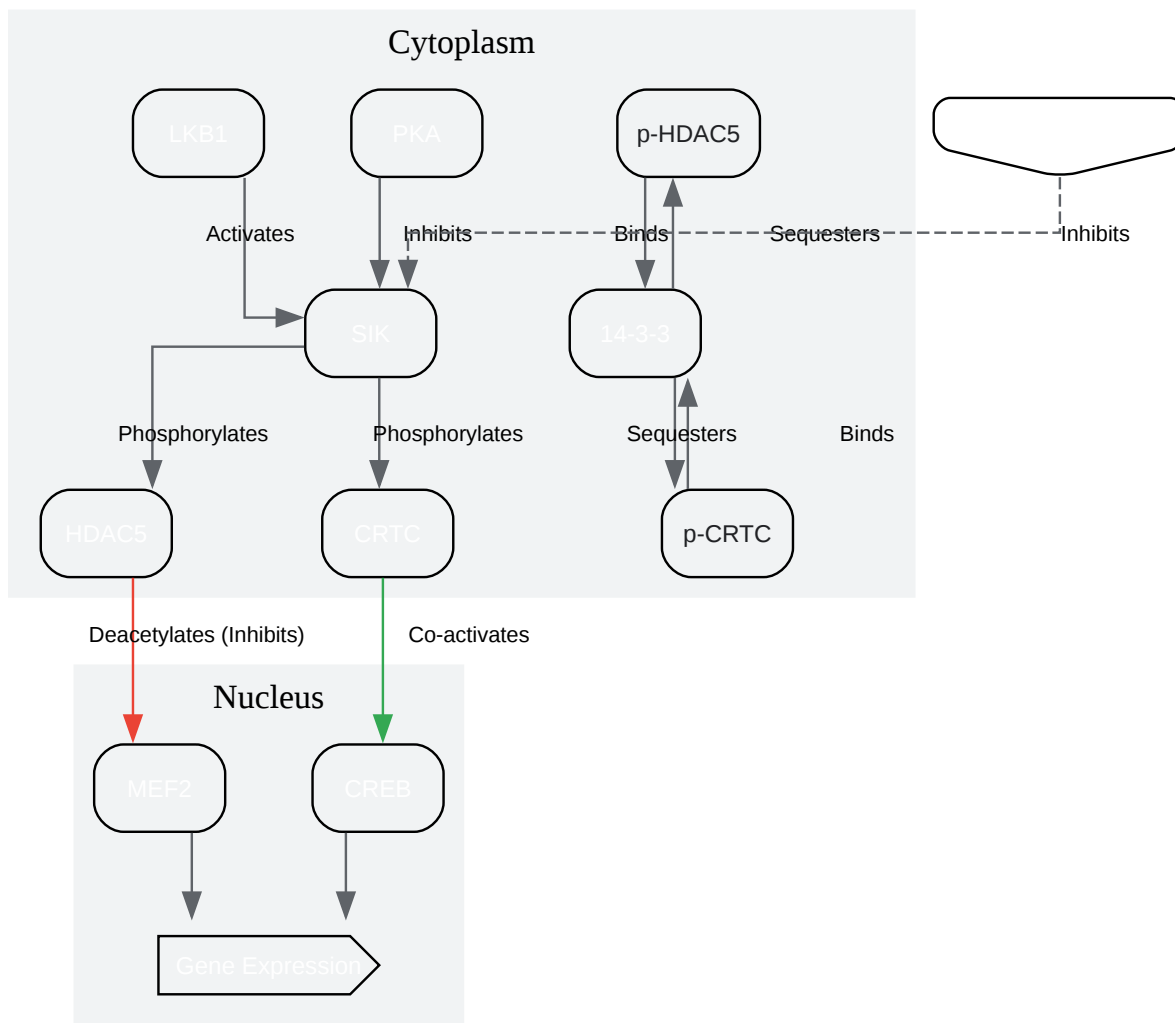 Cytoplasm
LKB1
PKA
p-HDAC5
Activates
Inhibits
Binds
Sequesters
Inhibits
SIK
14-3-3
Phosphorylates
Phosphorylates
Sequesters
Binds
HDAC5
CRTC
p-CRTC
Deacetylates (Inhibits)
Co-activates
Nucleus
MEF2
CREB
Gene Expression